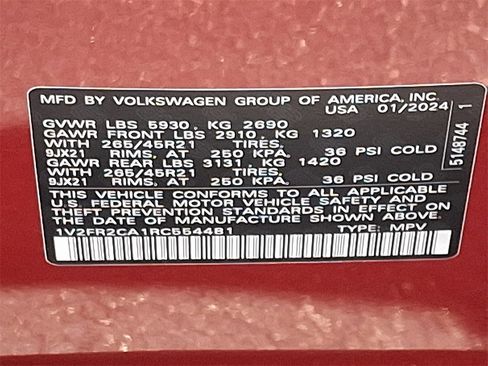 MFD BY VOLKSWAGEN GROUP OF AMERICA, INC.
USA 01/2024
GVWR LBS 5930, KG 2690
GAWR FRONT LBS 2910, KG 1320
WITH 265/45R21 TIRES,
9JX21 RIMS, AT 250 KPA. 36 PSI COLD
GAWR REAR LBS 3131, KG 1420
WITH 265/45R21 TIRES,
9JX21 RIMS, AT 250 KPA. 36 PSI COLD
THIS VEHICLE CONFORMS TO ALL APPLICABLE
U.S. FEDERAL MOTOR VEHICLE SAFETY AND
THEFT PREVENTION STANDARDS IN EFFECT ON
THE DATE OF MANUFACTURE SHOWN ABOVE.
1V2FR2CA1RC554481 TYPE: MPV
5148744 1